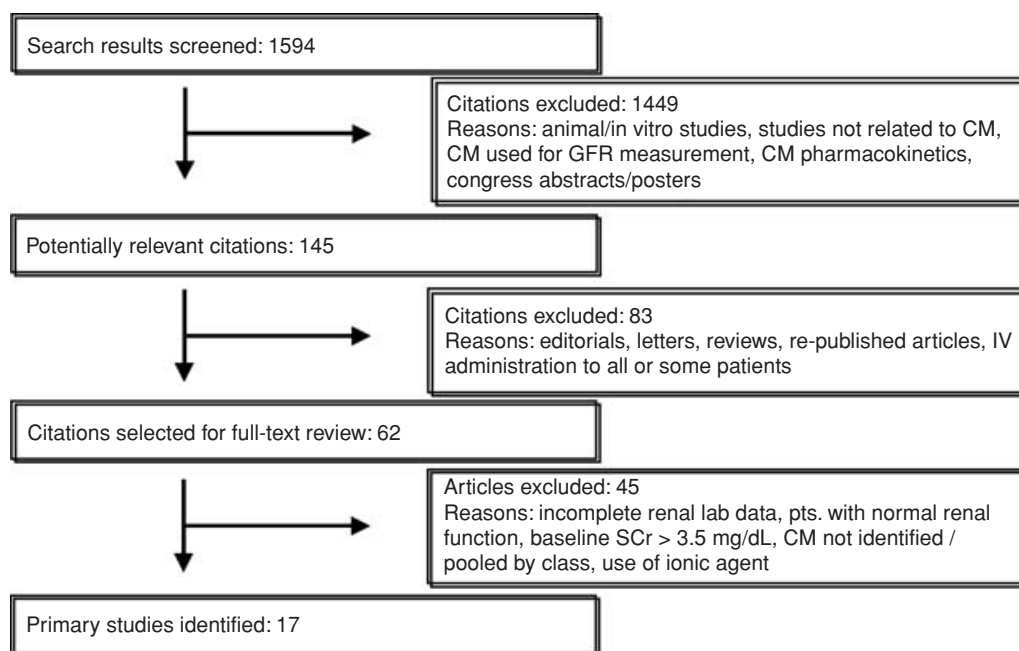 Search results screened: 1594
Citations excluded: 1449
Reasons: animal/in vitro studies, studies not related to CM,
CM used for GFR measurement, CM pharmacokinetics,
congress abstracts/posters
Potentially relevant citations: 145
Citations excluded: 83
Reasons: editorials, letters, reviews, re-published articles, IV
administration to all or some patients
Citations selected for full-text review: 62
Articles excluded: 45
Reasons: incomplete renal lab data, pts. with normal renal
function, baseline SCr > 3.5 mg/dL, CM not identified /
pooled by class, use of ionic agent
Primary studies identified: 17